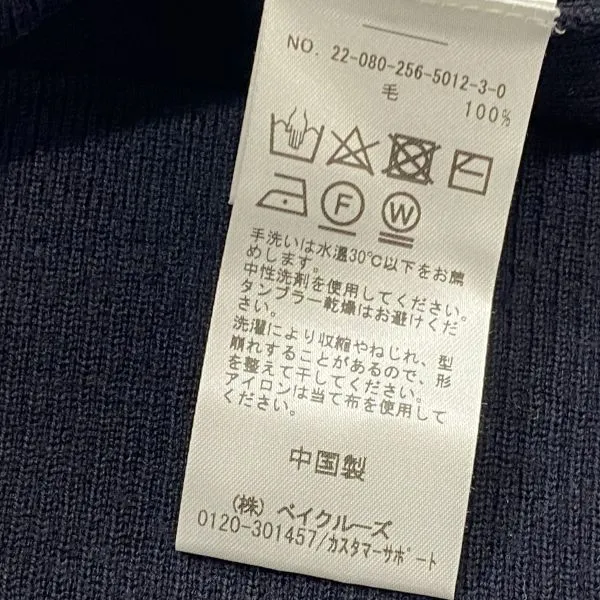 NO. 22-080-256-5012-3-0
毛 100%
F W
手洗いは水温30℃以下をお薦
めします。
中性洗剤を使用してください。
タンブラー乾燥はお避けくだ
さい。
洗濯により収縮やねじれ、型
崩れすることがあるので、形
を整えて干してください。
アイロンは当て布を使用して
ください。
中国製
(株) ベイクルーズ
0120-301457/カスタマーサポート